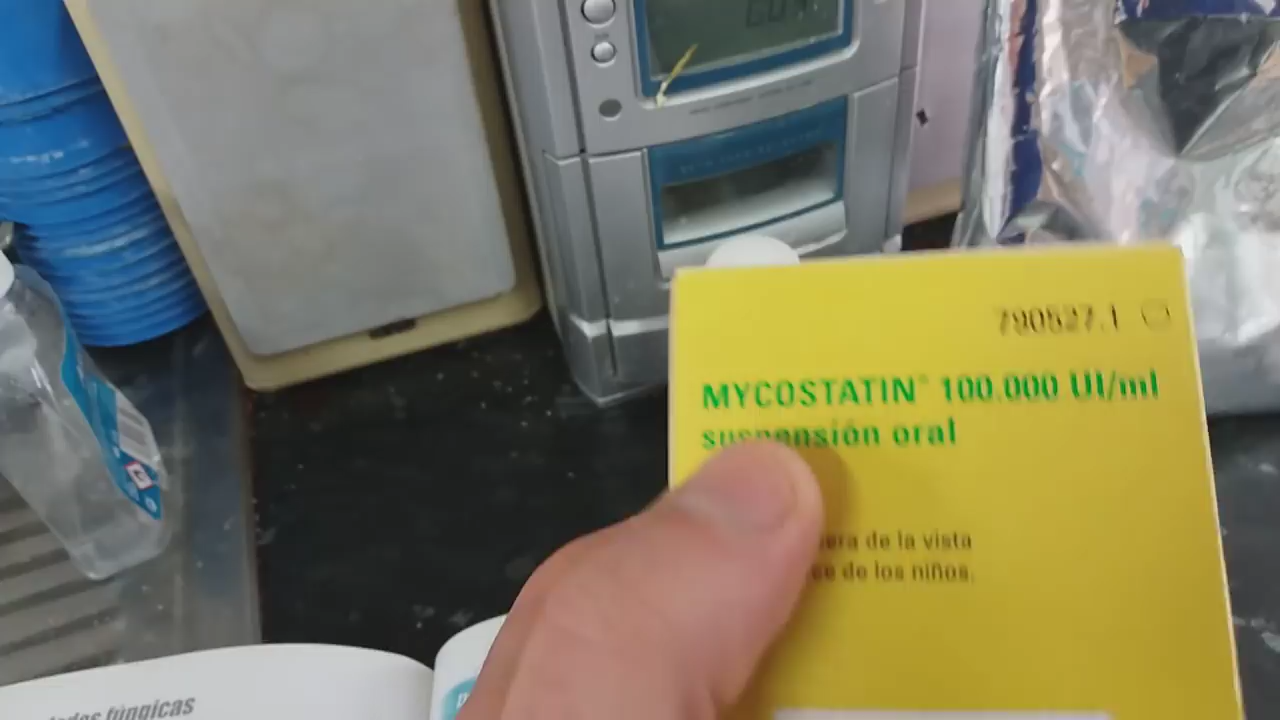 790527.1
MYCOSTATIN® 100.000 UI/ml
suspensión oral
de la vista
de los niños.
fúngicas